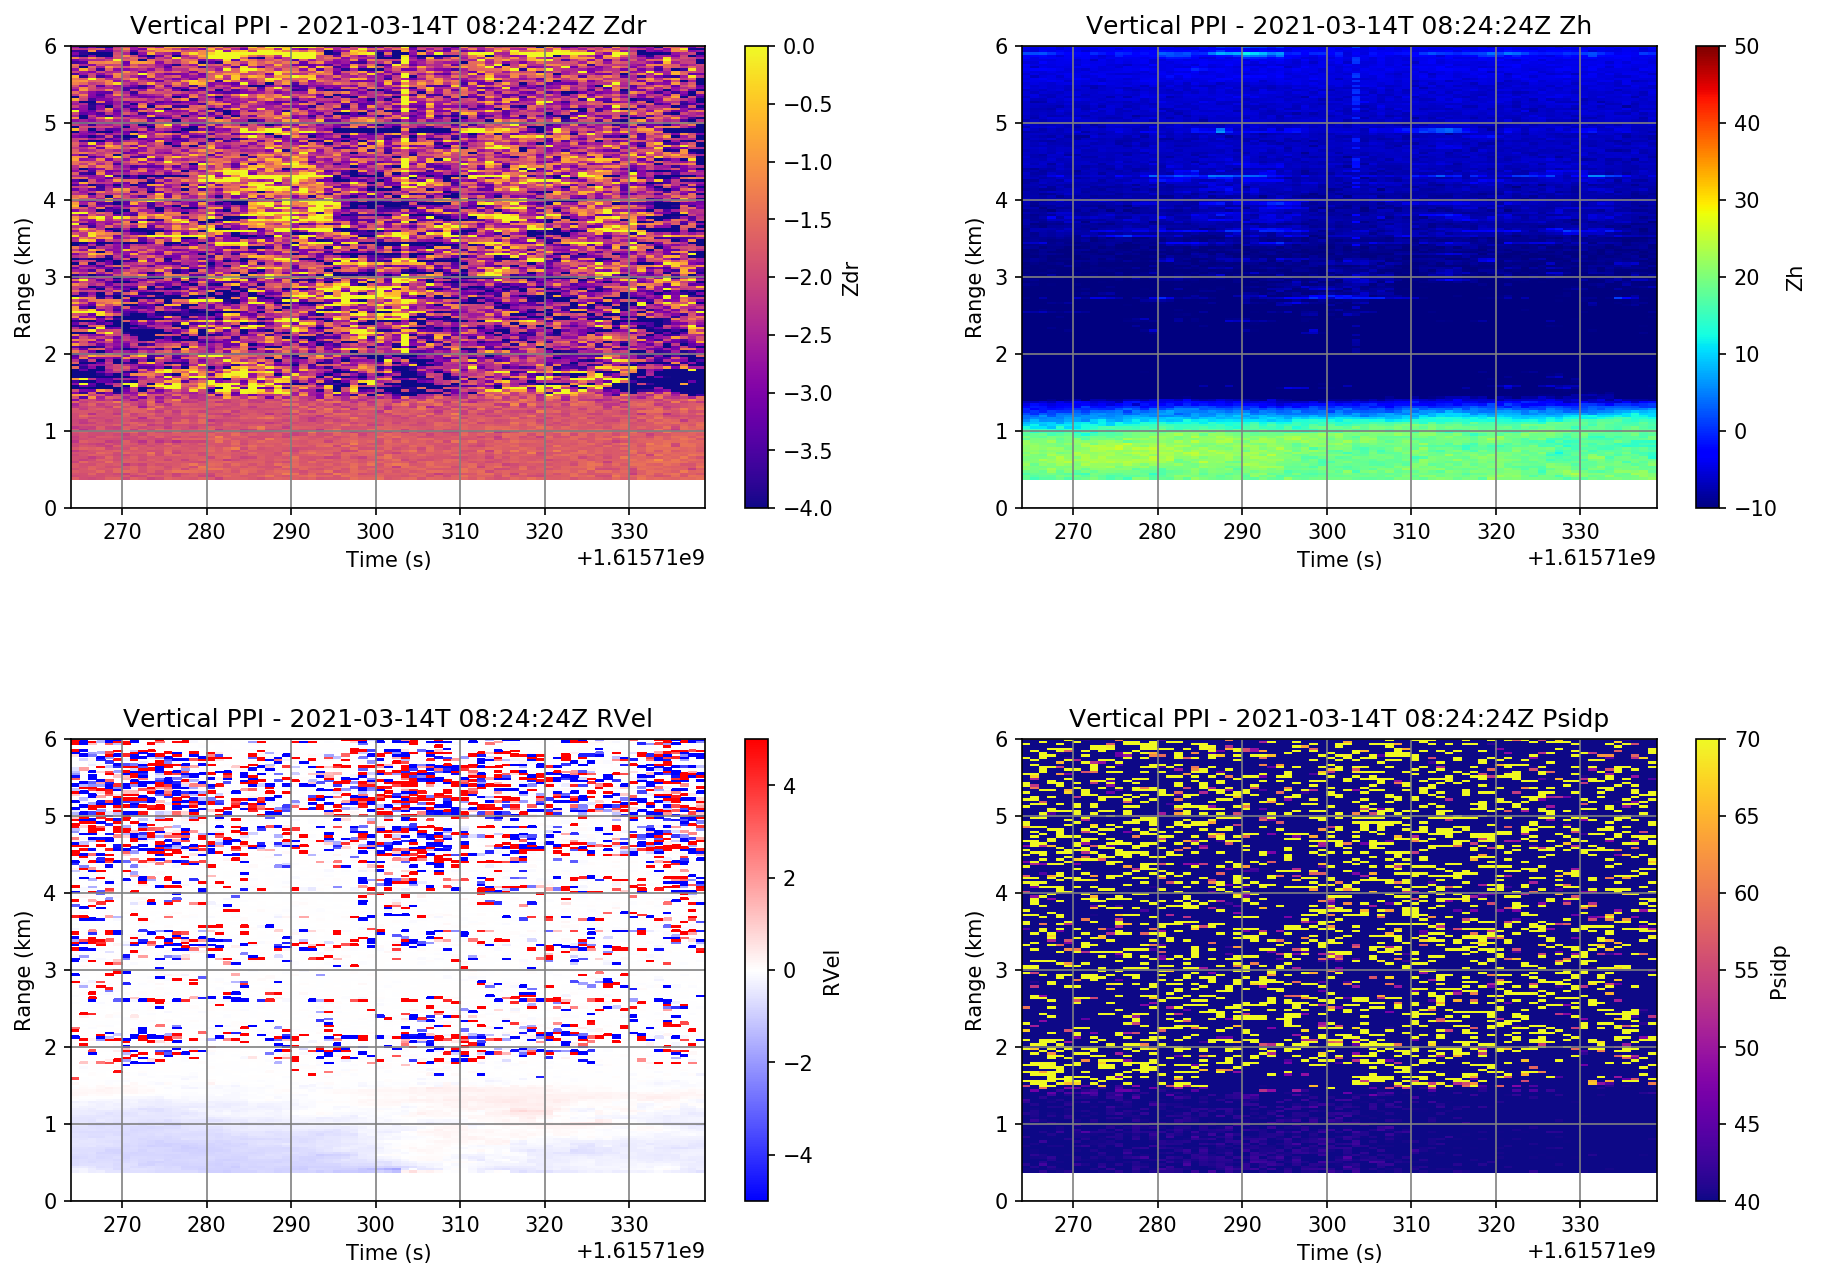 Vertical PPI - 2021-03-14T 08:24:24Z Zdr
6
5
4
3
2
1
0
Range (km)
270 280 290 300 310 320 330
Time (s)
+1.61571e9
0.0
−0.5
−1.0
−1.5
−2.0
−2.5
−3.0
−3.5
−4.0
Zdr
Vertical PPI - 2021-03-14T 08:24:24Z Zh
6
5
4
3
2
1
0
Range (km)
270 280 290 300 310 320 330
Time (s)
+1.61571e9
50
40
30
20
10
0
−10
Zh
Vertical PPI - 2021-03-14T 08:24:24Z RVel
6
5
4
3
2
1
0
Range (km)
270 280 290 300 310 320 330
Time (s)
+1.61571e9
4
2
0
−2
−4
RVel
Vertical PPI - 2021-03-14T 08:24:24Z Psidp
6
5
4
3
2
1
0
Range (km)
270 280 290 300 310 320 330
Time (s)
+1.61571e9
70
65
60
55
50
45
40
Psidp